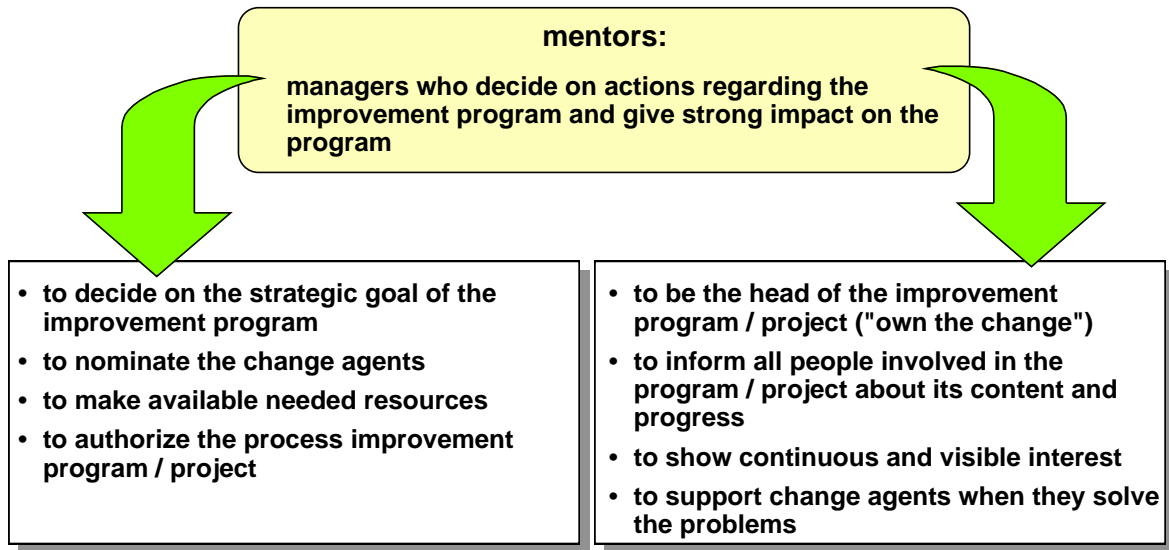 mentors:
managers who decide on actions regarding the
improvement program and give strong impact on the
program
• to decide on the strategic goal of the
improvement program
• to nominate the change agents
• to make available needed resources
• to authorize the process improvement
program / project
• to be the head of the improvement
program / project ("own the change")
• to inform all people involved in the
program / project about its content and
progress
• to show continuous and visible interest
• to support change agents when they solve
the problems